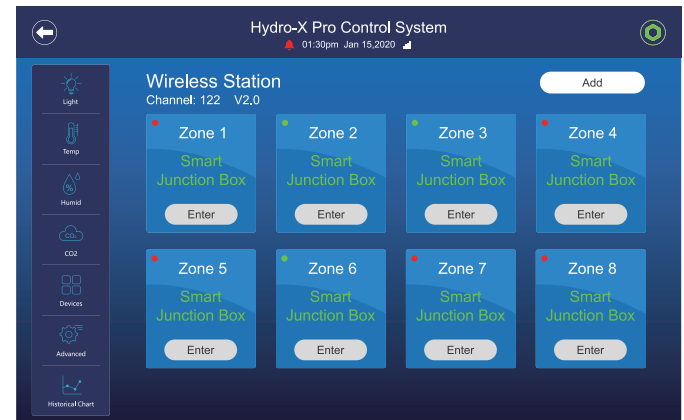 Hydro-X Pro Control System
01:30pm Jan 15,2020
Light
Temp
%
Humid
CO₂
CO2
Devices
Advanced
Historical Chart
Wireless Station
Channel: 122 V2,0
Add
Zone 1
Smart
Junction Box
Enter
Zone 2
Smart
Junction Box
Enter
Zone 3
Smart
Junction Box
Enter
Zone 4
Smart
Junction Box
Enter
Zone 5
Smart
Junction Box
Enter
Zone 6
Smart
Junction Box
Enter
Zone 7
Smart
Junction Box
Enter
Zone 8
Smart
Junction Box
Enter